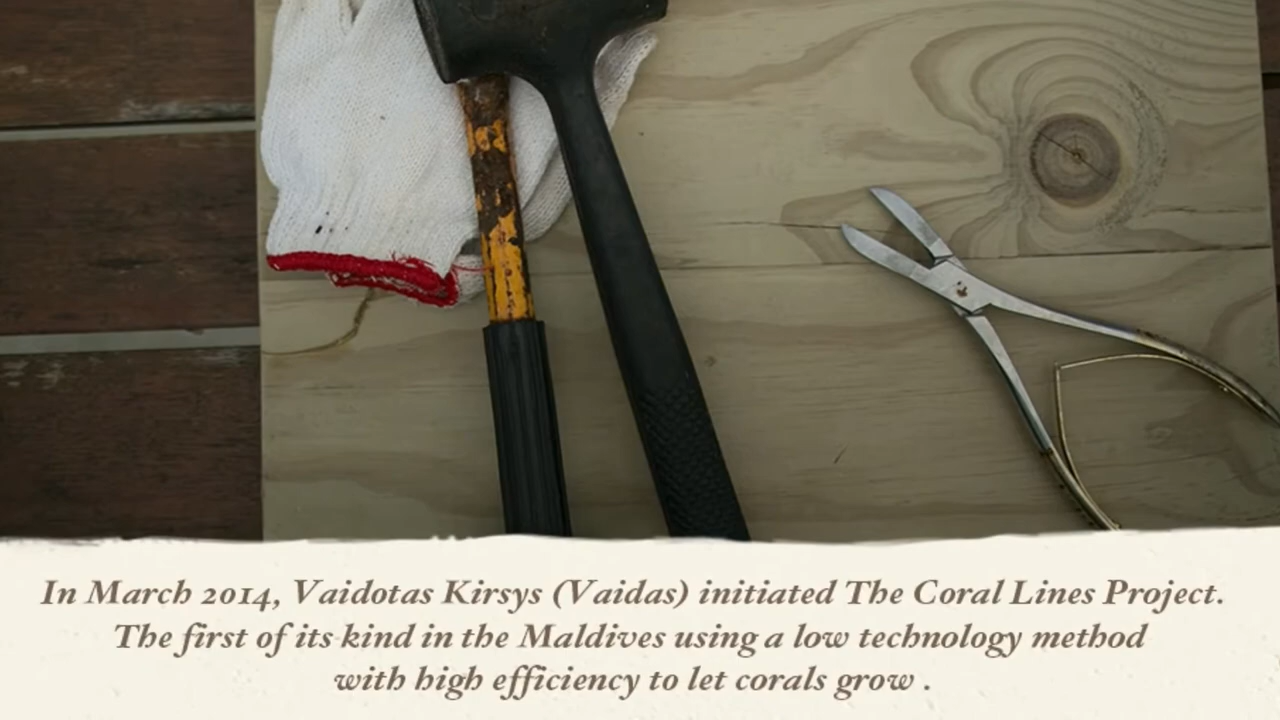 In March 2014, Vaidotas Kirsys (Vaidas) initiated The Coral Lines Project.
The first of its kind in the Maldives using a low technology method
with high efficiency to let corals grow .